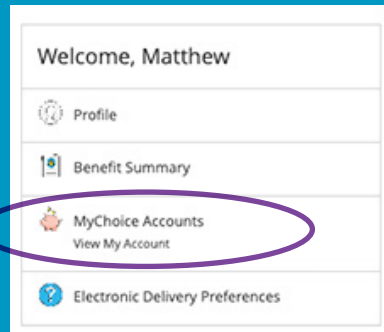 Welcome, Matthew
Profile
Benefit Summary
MyChoice Accounts
View My Account
Electronic Delivery Preferences